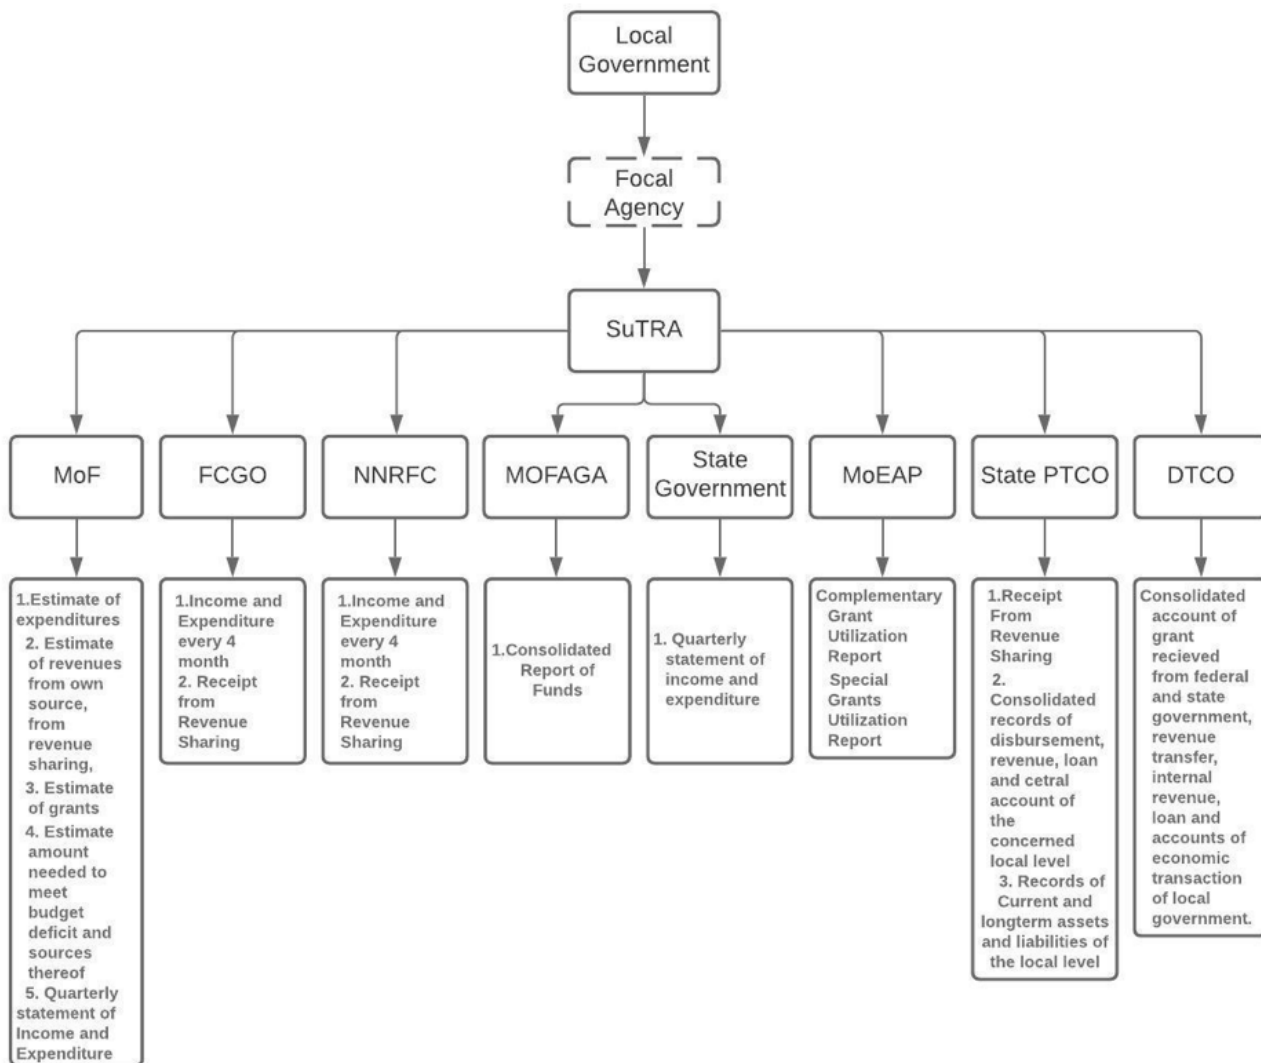 Local
Government
Focal
Agency
SuTRA
MoF
FCGO
NNRFC
MOFAGA
State
Government
MoEAP
State PTCO
DTCO
1.Estimate of
expenditures
2. Estimate
of revenues
from own
source,
from
revenue
sharing,
3. Estimate
of grants
4. Estimate
amount
needed to
meet
budget
deficit and
sources
thereof
5. Quarterly
statement of
Income and
Expenditure
1.Income and
Expenditure
every 4
month
2. Receipt
from
Revenue
Sharing
1.Income and
Expenditure
every 4
month
2. Receipt
from
Revenue
Sharing
1.Consolidated
Report of
Funds
1. Quarterly
statement of
income and
expenditure
Complementary
Grant
Utilization
Report
Special
Grants
Utilization
Report
1.Receipt
From
Revenue
Sharing
2.
Consolidated
records of
disbursement,
revenue, loan
and cetral
account of
the
concerned
local level
3. Records of
Current and
longterm assets
and liabilities of
the local level
Consolidated
account of
grant
recieved
from federal
and state
government,
revenue
transfer,
internal
revenue,
loan and
accounts of
economic
transaction
of local
government.